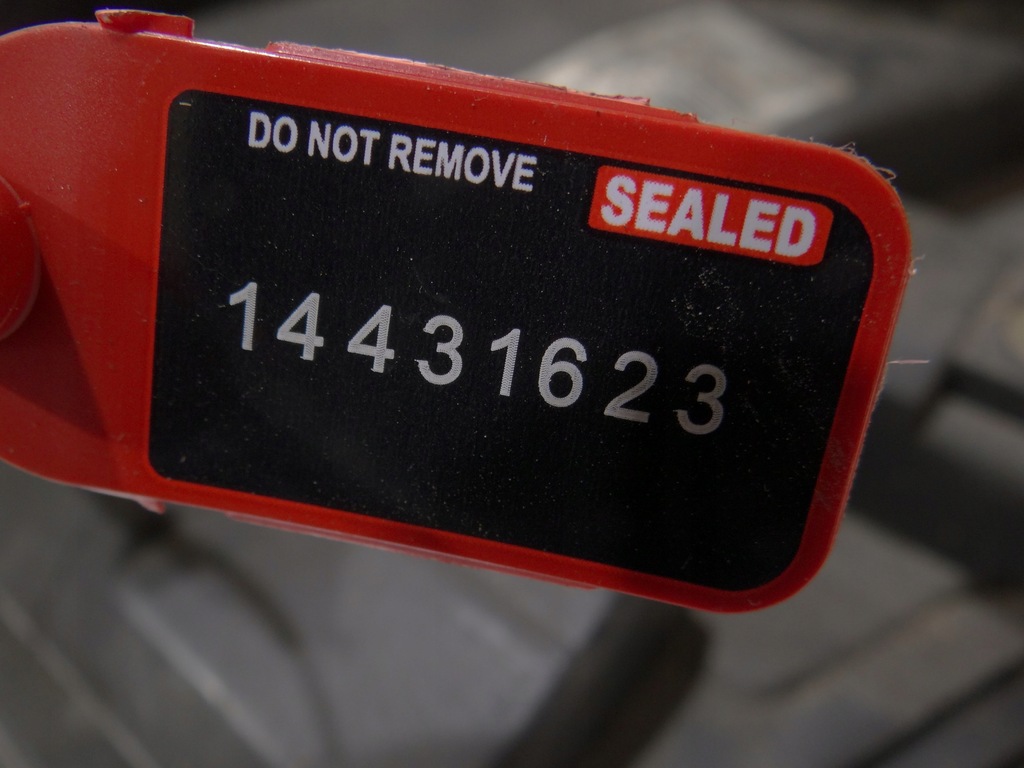 DO NOT REMOVE
SEALED
14431623